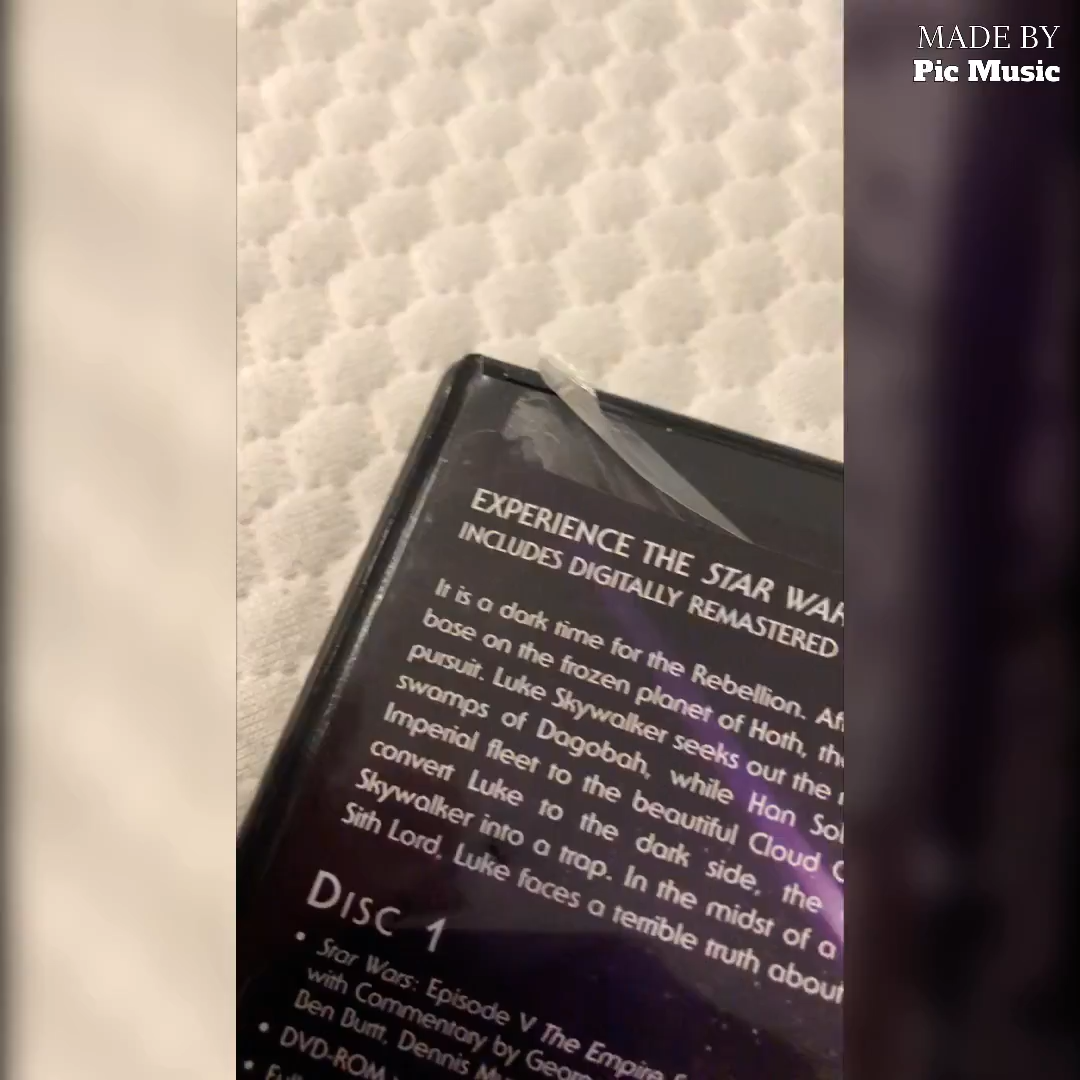 MADE BY
Pic Music
EXPERIENCE THE STAR WAR
INCLUDES DIGITALLY REMASTERED
It is a dark time for the Rebellion. Af
base on the frozen planet of Hoth, the
pursuit. Luke Skywalker seeks out the
swamps of Dagobah, while Han Sol
Imperial fleet to the beautiful Cloud C
convert Luke to the dark side, the
Skywalker into a trap. In the midst of a
Sith Lord, Luke faces a terrible truth about
DISC 1
• Star Wars: Episode V The Empire
with Commentary by Georg
Ben Burtt, Dennis Mu
• DVD-ROM